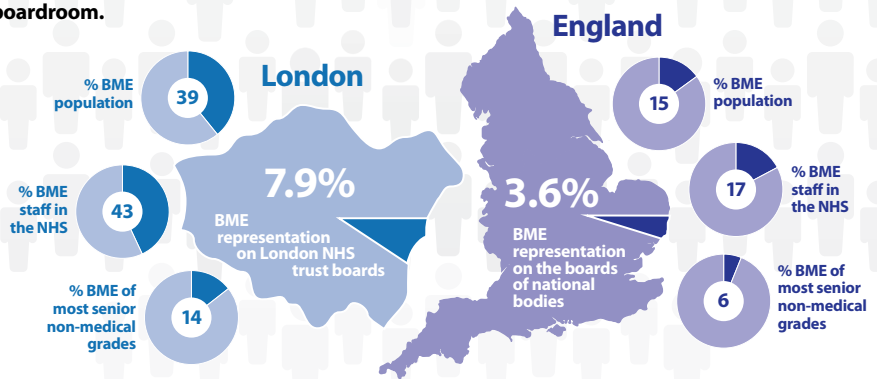 boardroom.
London
% BME
population
39
% BME
staff in
the NHS
43
% BME of
most senior
non-medical
grades
14
7.9%
BME
representation
on London NHS
trust boards
England
3.6%
BME
representation
on the boards
of national
bodies
15
% BME
population
17
% BME
staff in
the NHS
6
% BME of
most senior
non-medical
grades